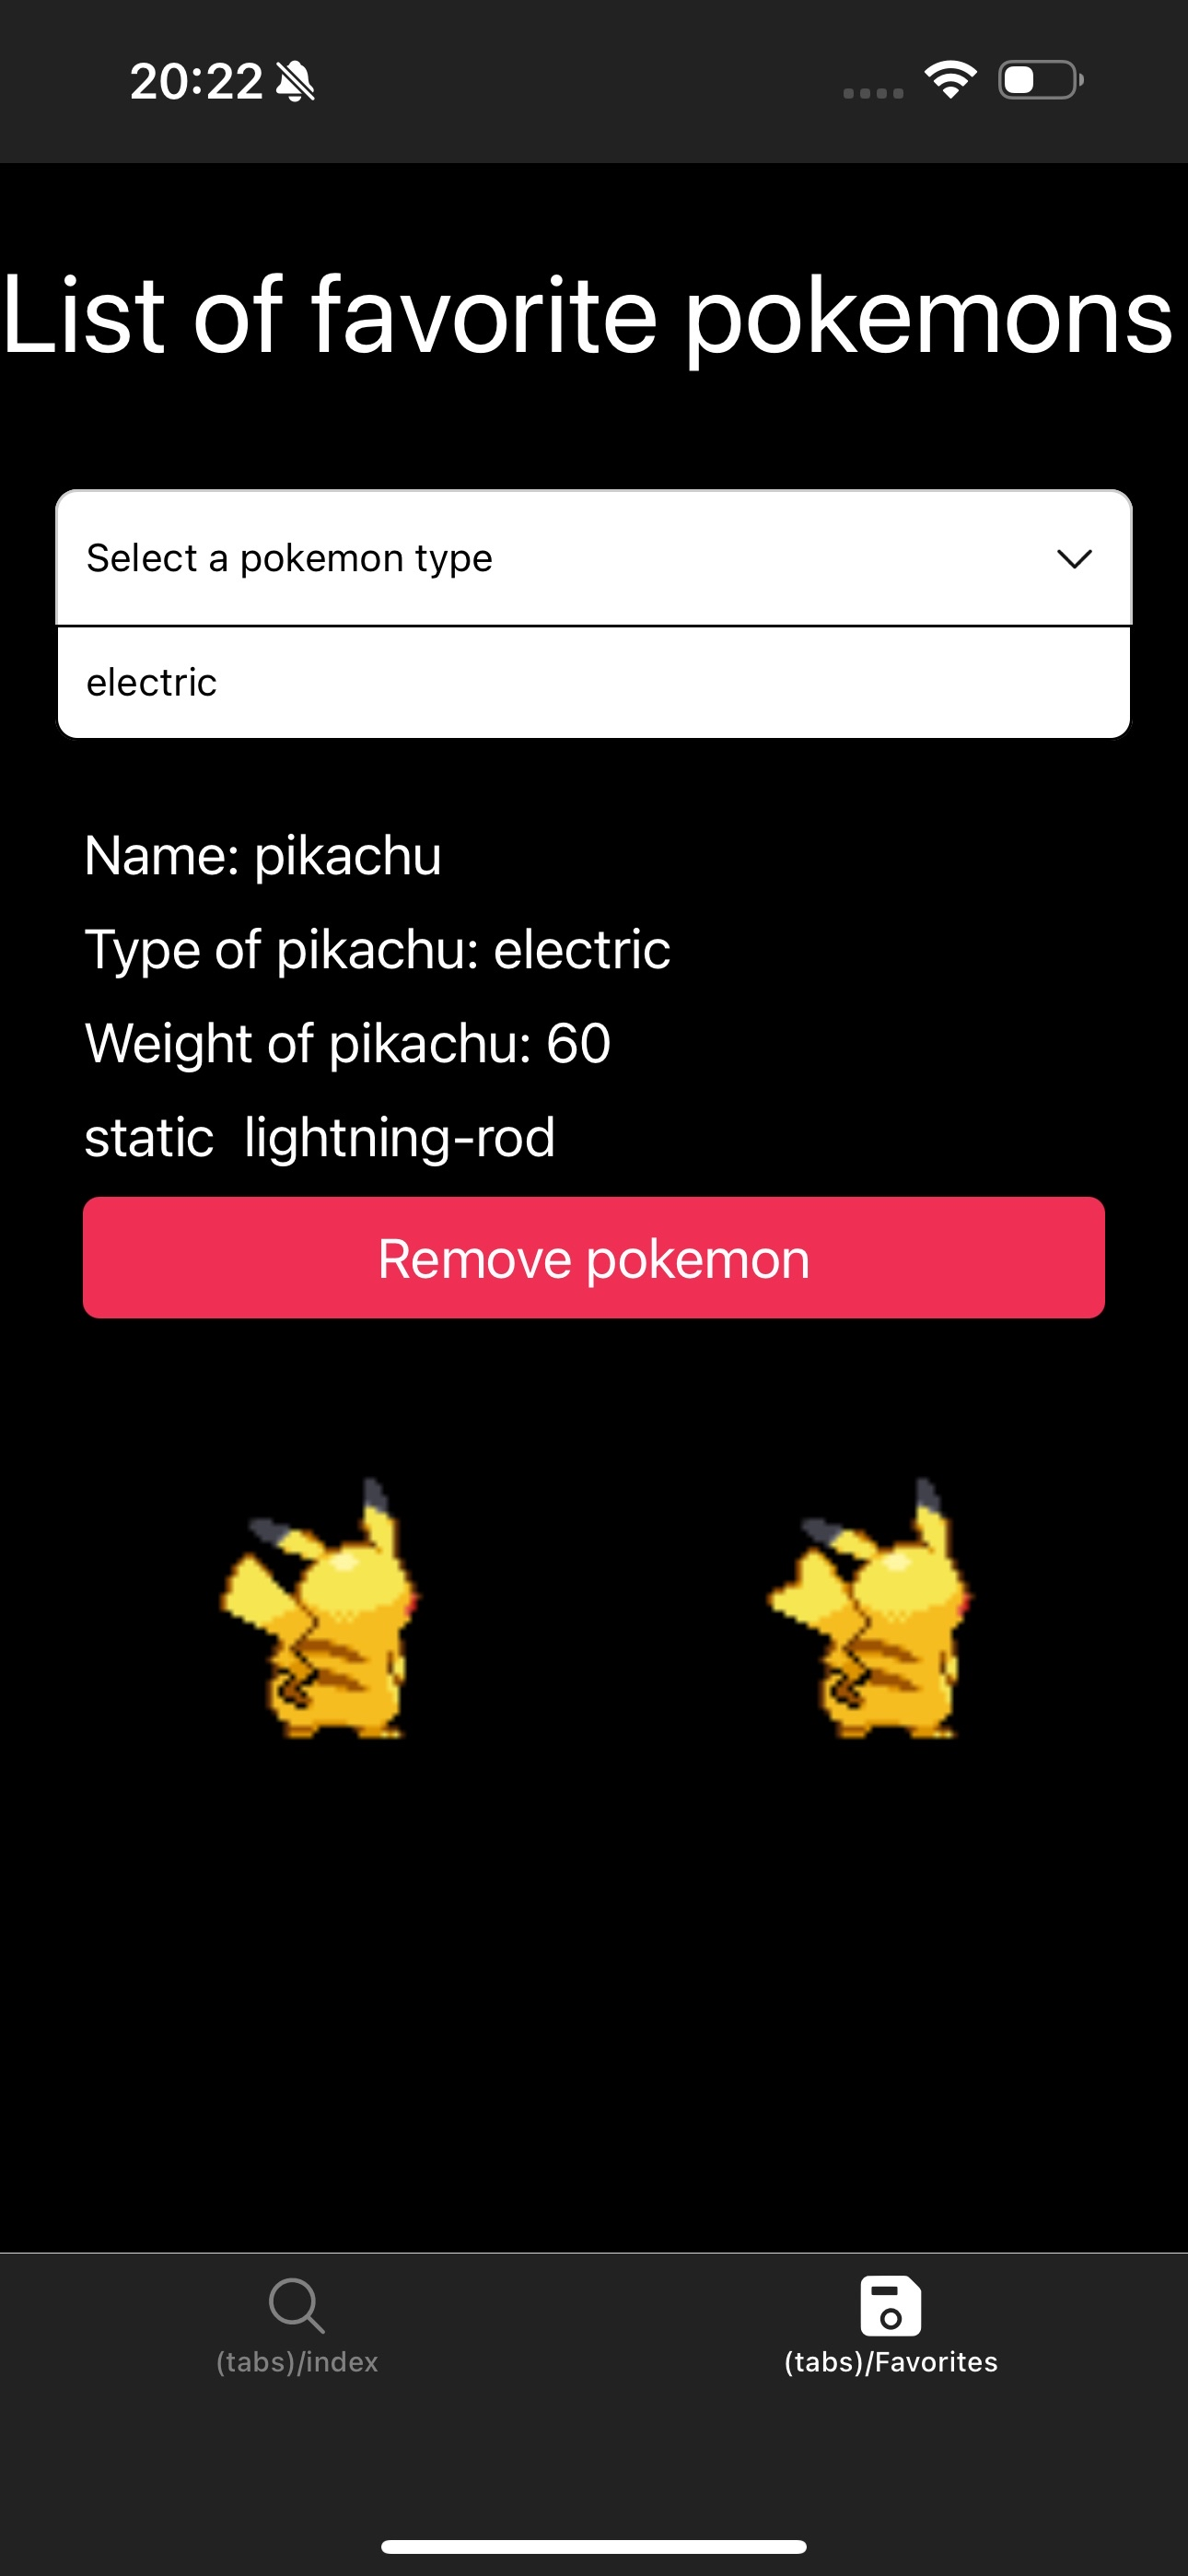 20:22
List of favorite pokemons
Select a pokemon type
electric
Name: pikachu
Type of pikachu: electric
Weight of pikachu: 60
static lightning-rod
Remove pokemon
(tabs)/index
(tabs)/Favorites